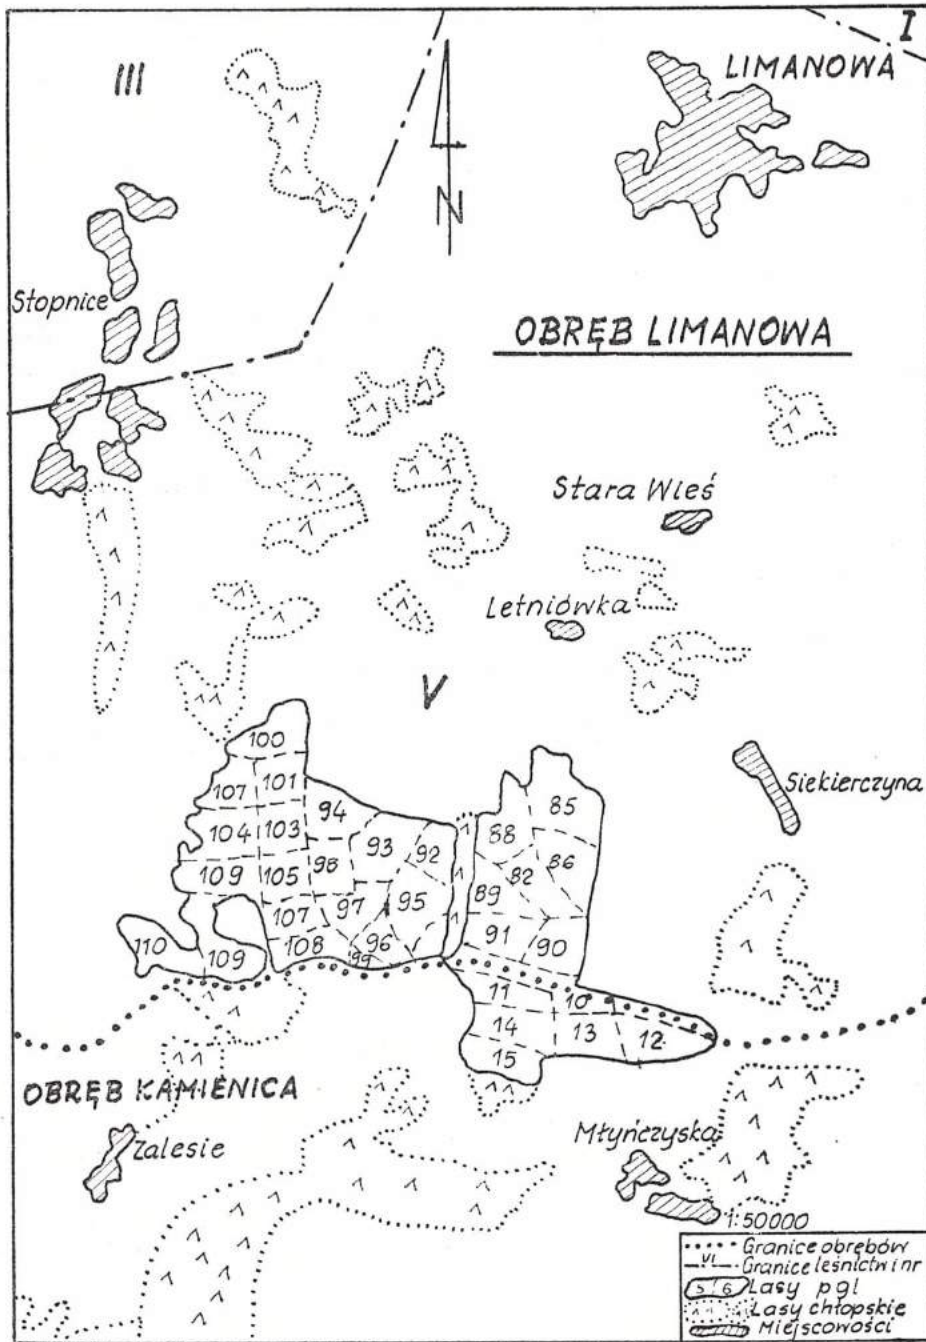 I
III
LIMANOWA
N
Słopnice
OBRĘB LIMANOWA
Stara Wieś
Letniówka
V
Siekierczyna
100
107 101
94
85
104 103
93
88
92
86
109 105 98
82
95
89
107 97
91
90
108 99 96
110 109
11 10
14 13 12
15
OBRĘB KAMIENICA
Zalesie
Młyńczyska
1:50000
Granice obrębów
VI Granice leśnictw i nr
5 6 Lasy pgl
Lasy chłopskie
Miejscowości